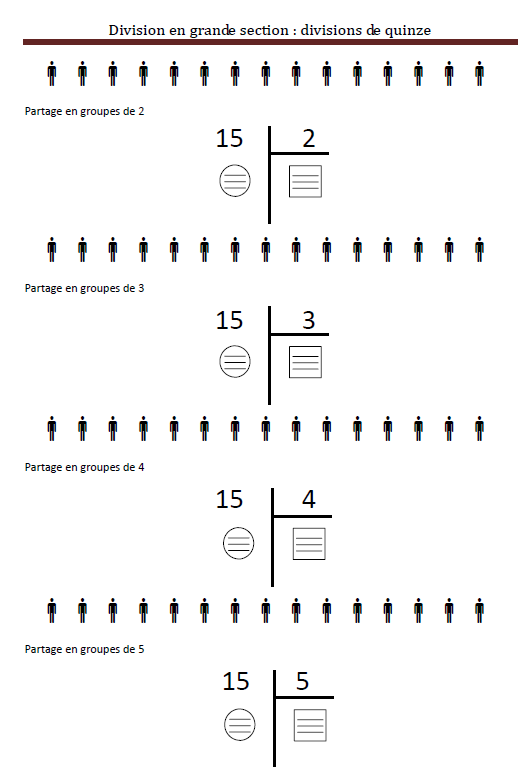 Division en grande section : divisions de quinze
Partage en groupes de 2
15 2
Partage en groupes de 3
15 3
Partage en groupes de 4
15 4
Partage en groupes de 5
15 5